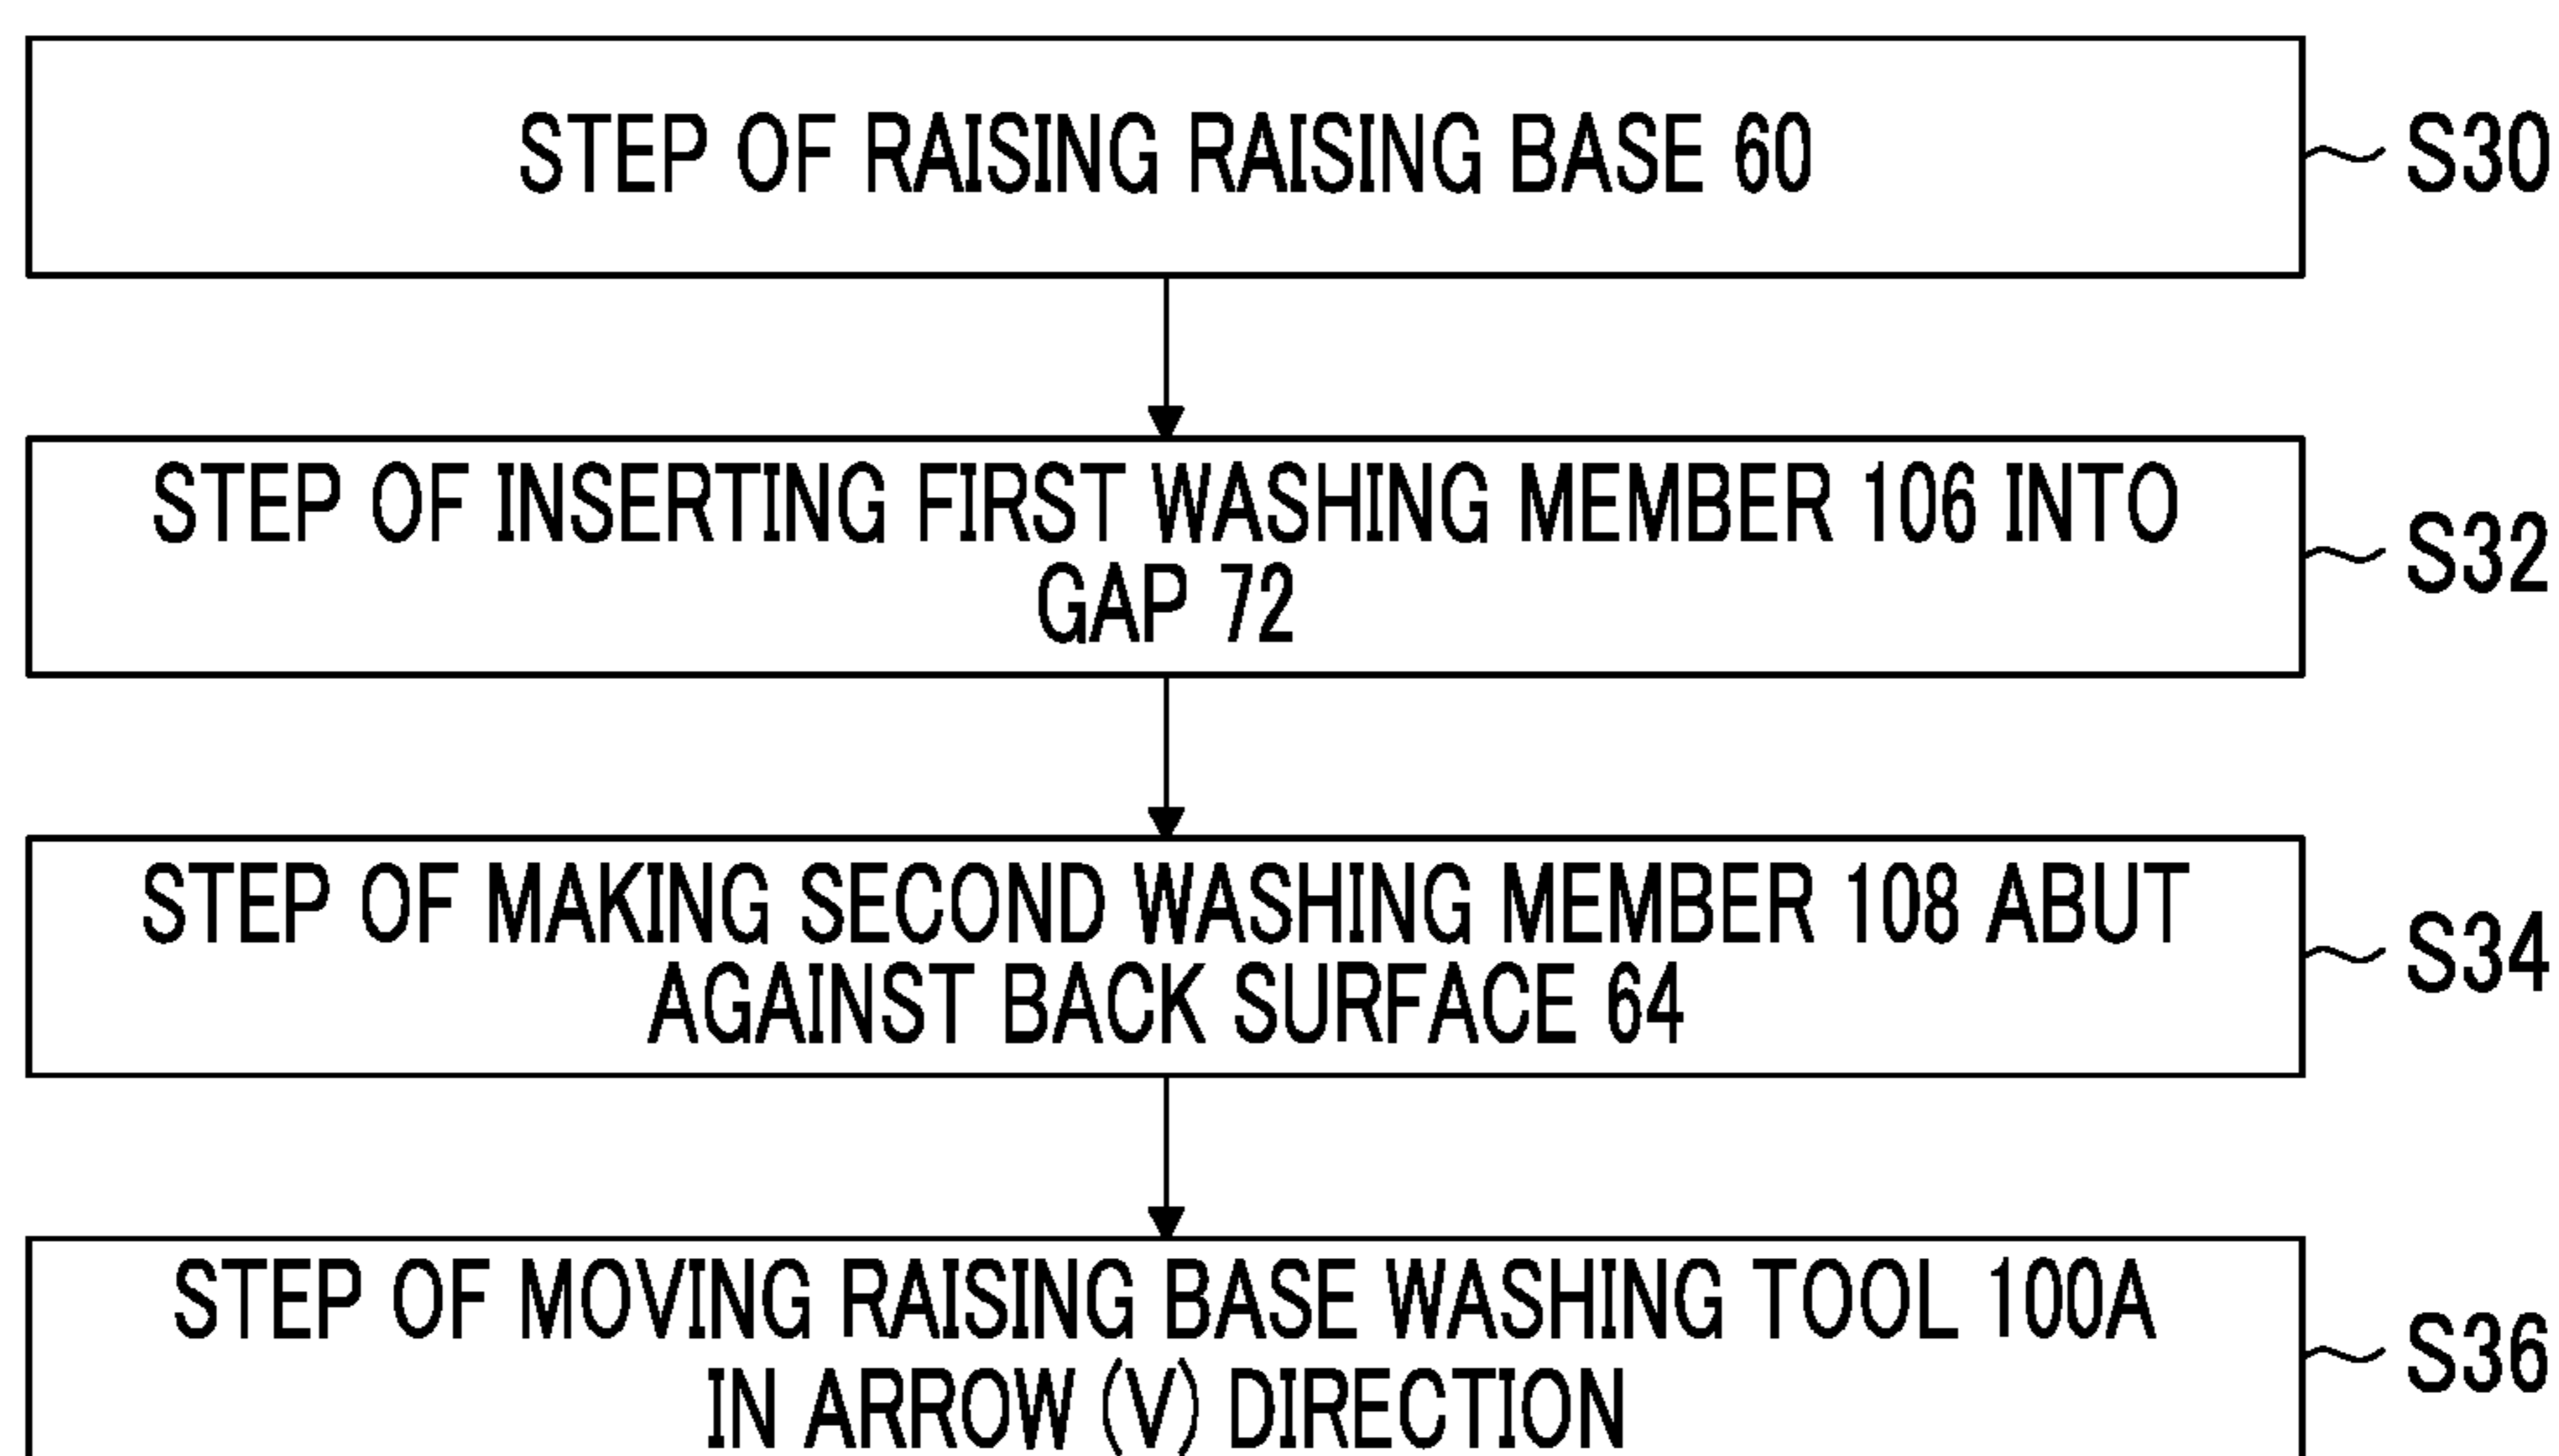 STEP OF RAISING RAISING BASE 60
S30
STEP OF INSERTING FIRST WASHING MEMBER 106 INTO
GAP 72
S32
STEP OF MAKING SECOND WASHING MEMBER 108 ABUT
AGAINST BACK SURFACE 64
S34
STEP OF MOVING RAISING BASE WASHING TOOL 100A
IN ARROW (V) DIRECTION
S36